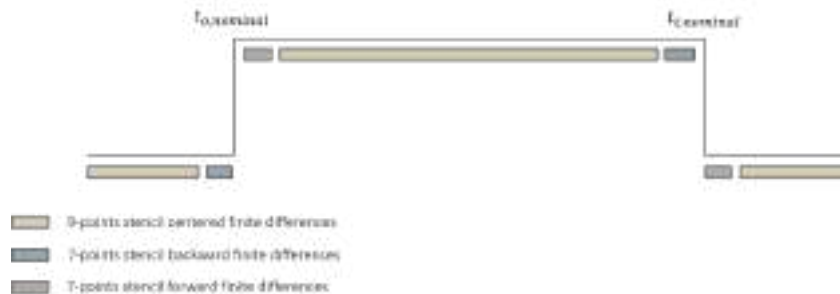 t₀,nominal
t_c,nominal
9-points stencil centered finite differences
7-points stencil backward finite differences
7-points stencil forward finite differences